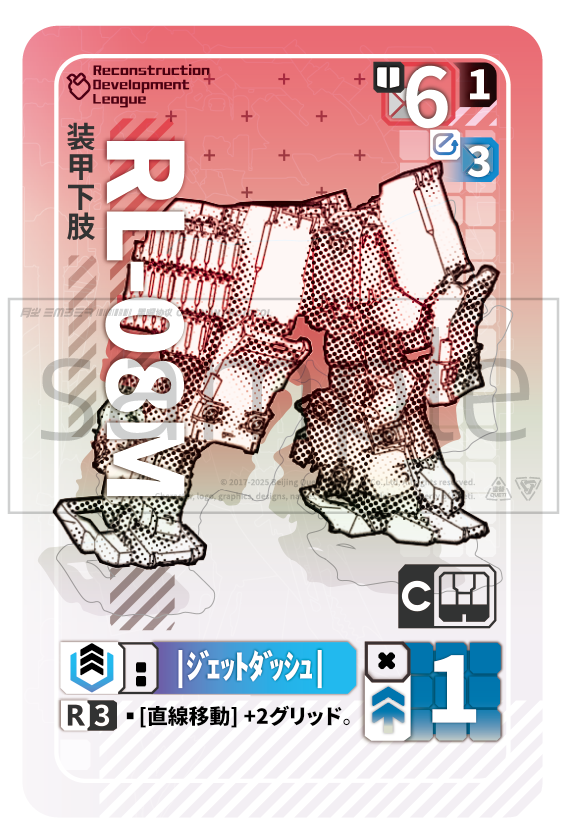 Reconstruction
Development
League
6
1
3
装甲下肢
RL-08M
sample
C
ジェットダッシュ
1
R3
[直線移動] +2グリッド。